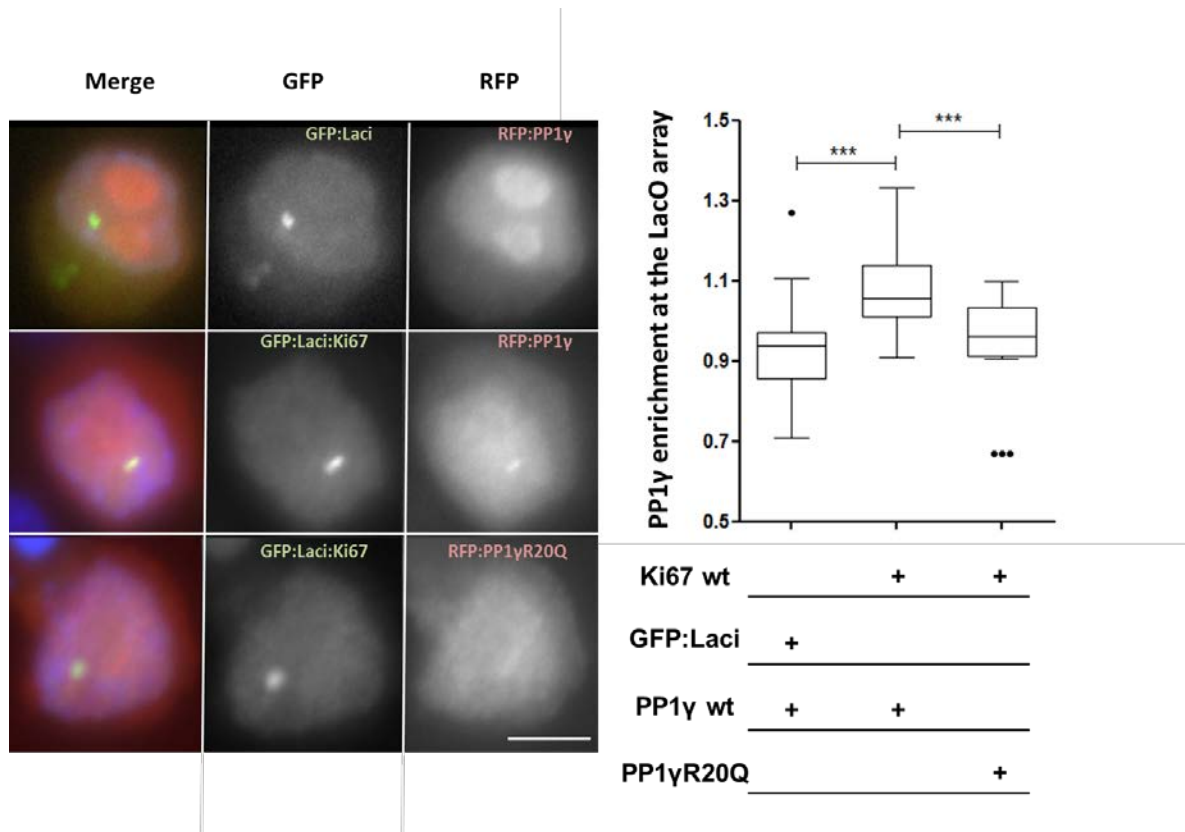 Merge GFP RFP
GFP:Laci RFP:PP1γ
GFP:Laci:Ki67 RFP:PP1γ
GFP:Laci:Ki67 RFP:PP1γR20Q
PP1γ enrichment at the LacO array
1.5
1.3
1.1
0.9
0.7
0.5
*** ***
Ki67 wt + +
GFP:Laci +
PP1γ wt + +
PP1γR20Q +